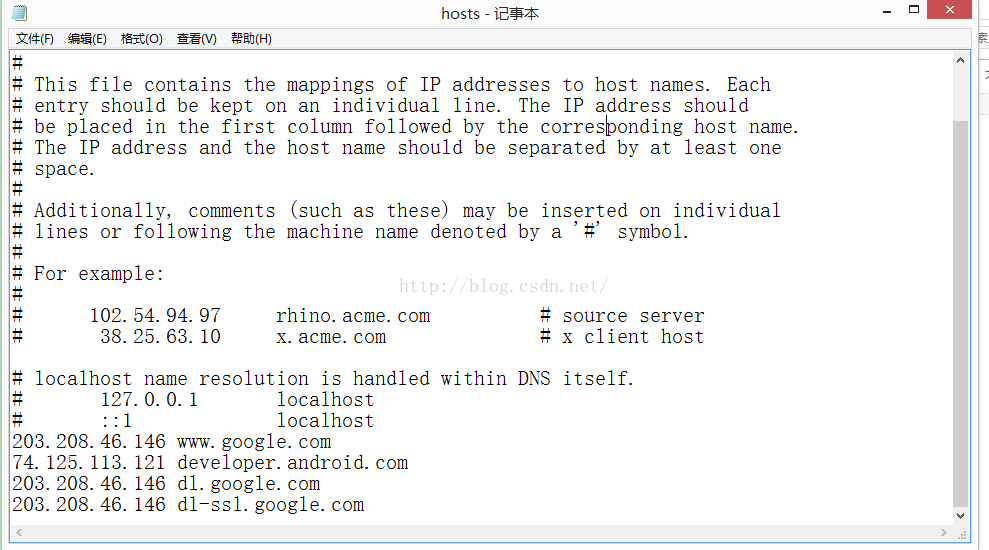 hosts - 记事本
文件(F) 编辑(E) 格式(O) 查看(V) 帮助(H)
#
# This file contains the mappings of IP addresses to host names. Each
# entry should be kept on an individual line. The IP address should
# be placed in the first column followed by the corresponding host name.
# The IP address and the host name should be separated by at least one
# space.
#
# Additionally, comments (such as these) may be inserted on individual
# lines or following the machine name denoted by a '#' symbol.
#
# For example:
http://blog.csdn.net/
#
#      102.54.94.97     rhino.acme.com          # source server
#       38.25.63.10     x.acme.com              # x client host
# localhost name resolution is handled within DNS itself.
#       127.0.0.1       localhost
#       ::1             localhost
203.208.46.146 www.google.com
74.125.113.121 developer.android.com
203.208.46.146 dl.google.com
203.208.46.146 dl-ssl.google.com